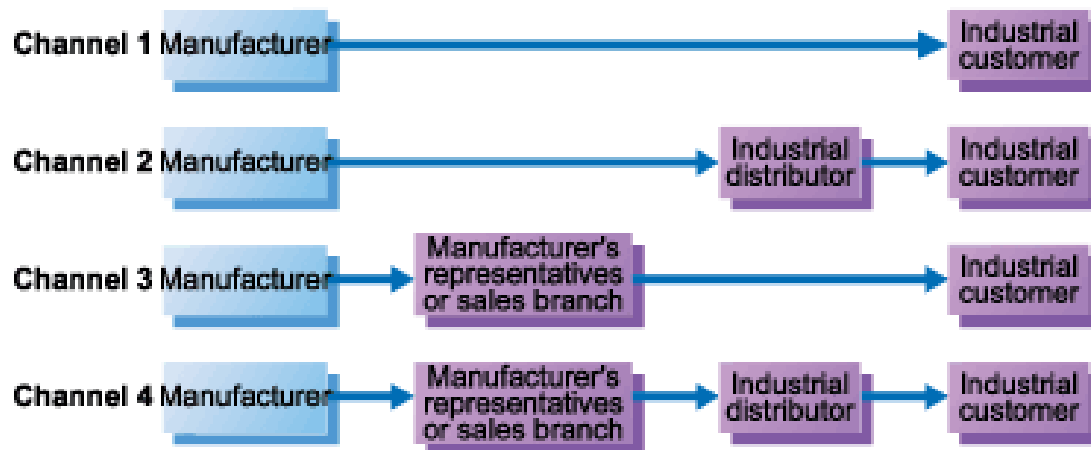 Channel 1 Manufacturer Industrial
customer
Channel 2 Manufacturer Industrial
distributor Industrial
customer
Channel 3 Manufacturer Manufacturer's
representatives
or sales branch Industrial
customer
Channel 4 Manufacturer Manufacturer's
representatives
or sales branch Industrial
distributor Industrial
customer